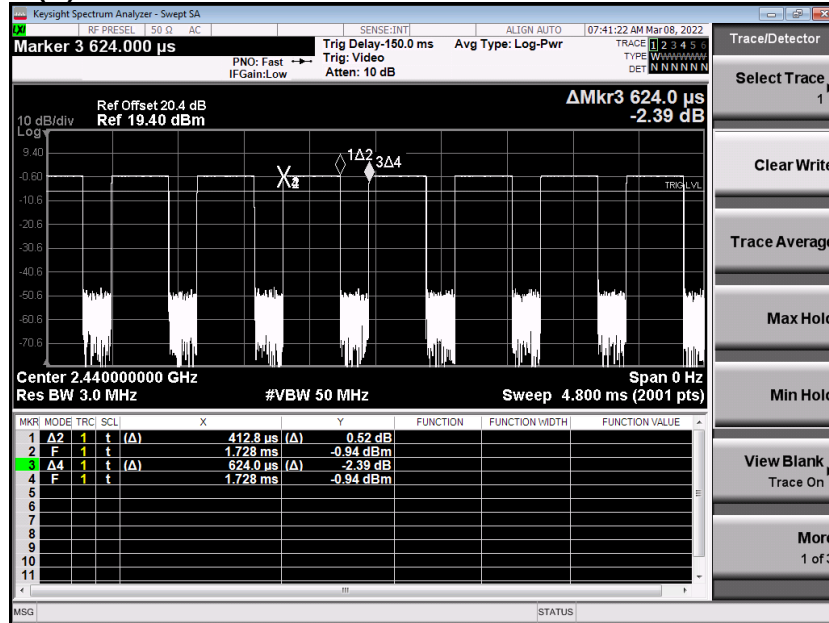 Keysight Spectrum Analyzer - Swept SA
LXI RF PRESEL 50 Ω AC SENSE:INT ALIGN AUTO 07:41:22 AM Mar 08, 2022
Marker 3 624.000 µs
PNO: Fast
IFGain:Low
Trig Delay-150.0 ms
Trig: Video
Atten: 10 dB
Avg Type: Log-Pwr
TRACE 1 2 3 4 5 6
TYPE WWWWWW
DET N N N N N N
ΔMkr3 624.0 µs
-2.39 dB
Ref Offset 20.4 dB
10 dB/div Ref 19.40 dBm
Log
9.40
-0.60
-10.6
-20.6
-30.6
-40.6
-50.6
-60.6
-70.6
1Δ2
3Δ4
TRIG LVL
Center 2.440000000 GHz Span 0 Hz
Res BW 3.0 MHz #VBW 50 MHz Sweep 4.800 ms (2001 pts)
MKR MODE TRC SCL X Y FUNCTION FUNCTION WIDTH FUNCTION VALUE
1 Δ2 1 t (Δ) 412.8 µs (Δ) 0.52 dB
2 F 1 t 1.728 ms -0.94 dBm
3 Δ4 1 t (Δ) 624.0 µs (Δ) -2.39 dB
4 F 1 t 1.728 ms -0.94 dBm
5
6
7
8
9
10
11
MSG STATUS
Trace/Detector
Select Trace
1
Clear Write
Trace Average
Max Hold
Min Hold
View Blank
Trace On
More
1 of 3